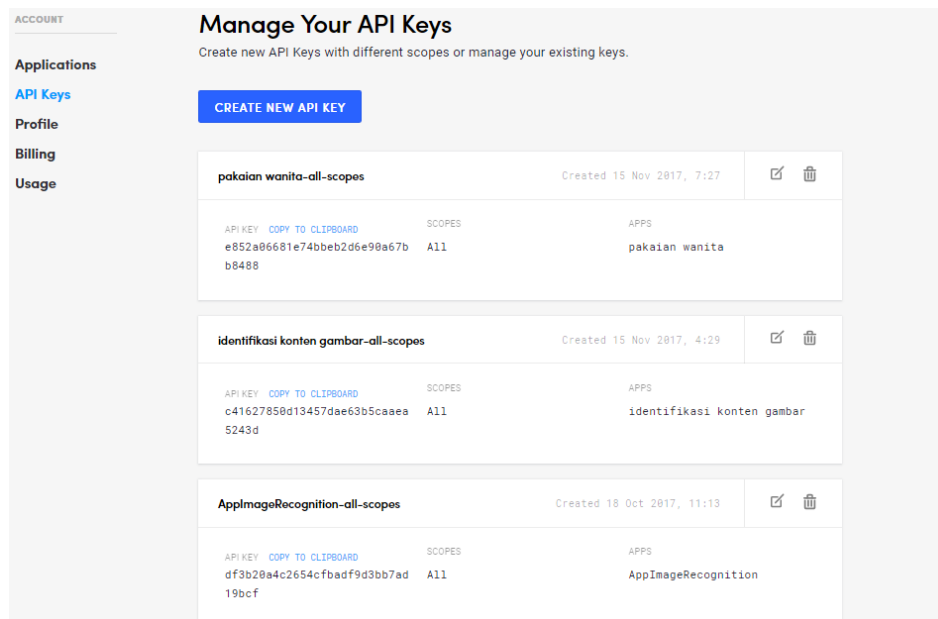 ACCOUNT
Applications
API Keys
Profile
Billing
Usage
Manage Your API Keys
Create new API Keys with different scopes or manage your existing keys.
CREATE NEW API KEY
pakaian wanita-all-scopes
Created 15 Nov 2017, 7:27
API KEY COPY TO CLIPBOARD
e852a06681e74bbeb2d6e90a67b
b8488
SCOPES
All
APPS
pakaian wanita
identifikasi konten gambar-all-scopes
Created 15 Nov 2017, 4:29
API KEY COPY TO CLIPBOARD
c41627850d13457dae63b5caaea
5243d
SCOPES
All
APPS
identifikasi konten gambar
AppImageRecognition-all-scopes
Created 18 Oct 2017, 11:13
API KEY COPY TO CLIPBOARD
df3b20a4c2654cfbadf9d3bb7ad
19bcf
SCOPES
All
APPS
AppImageRecognition